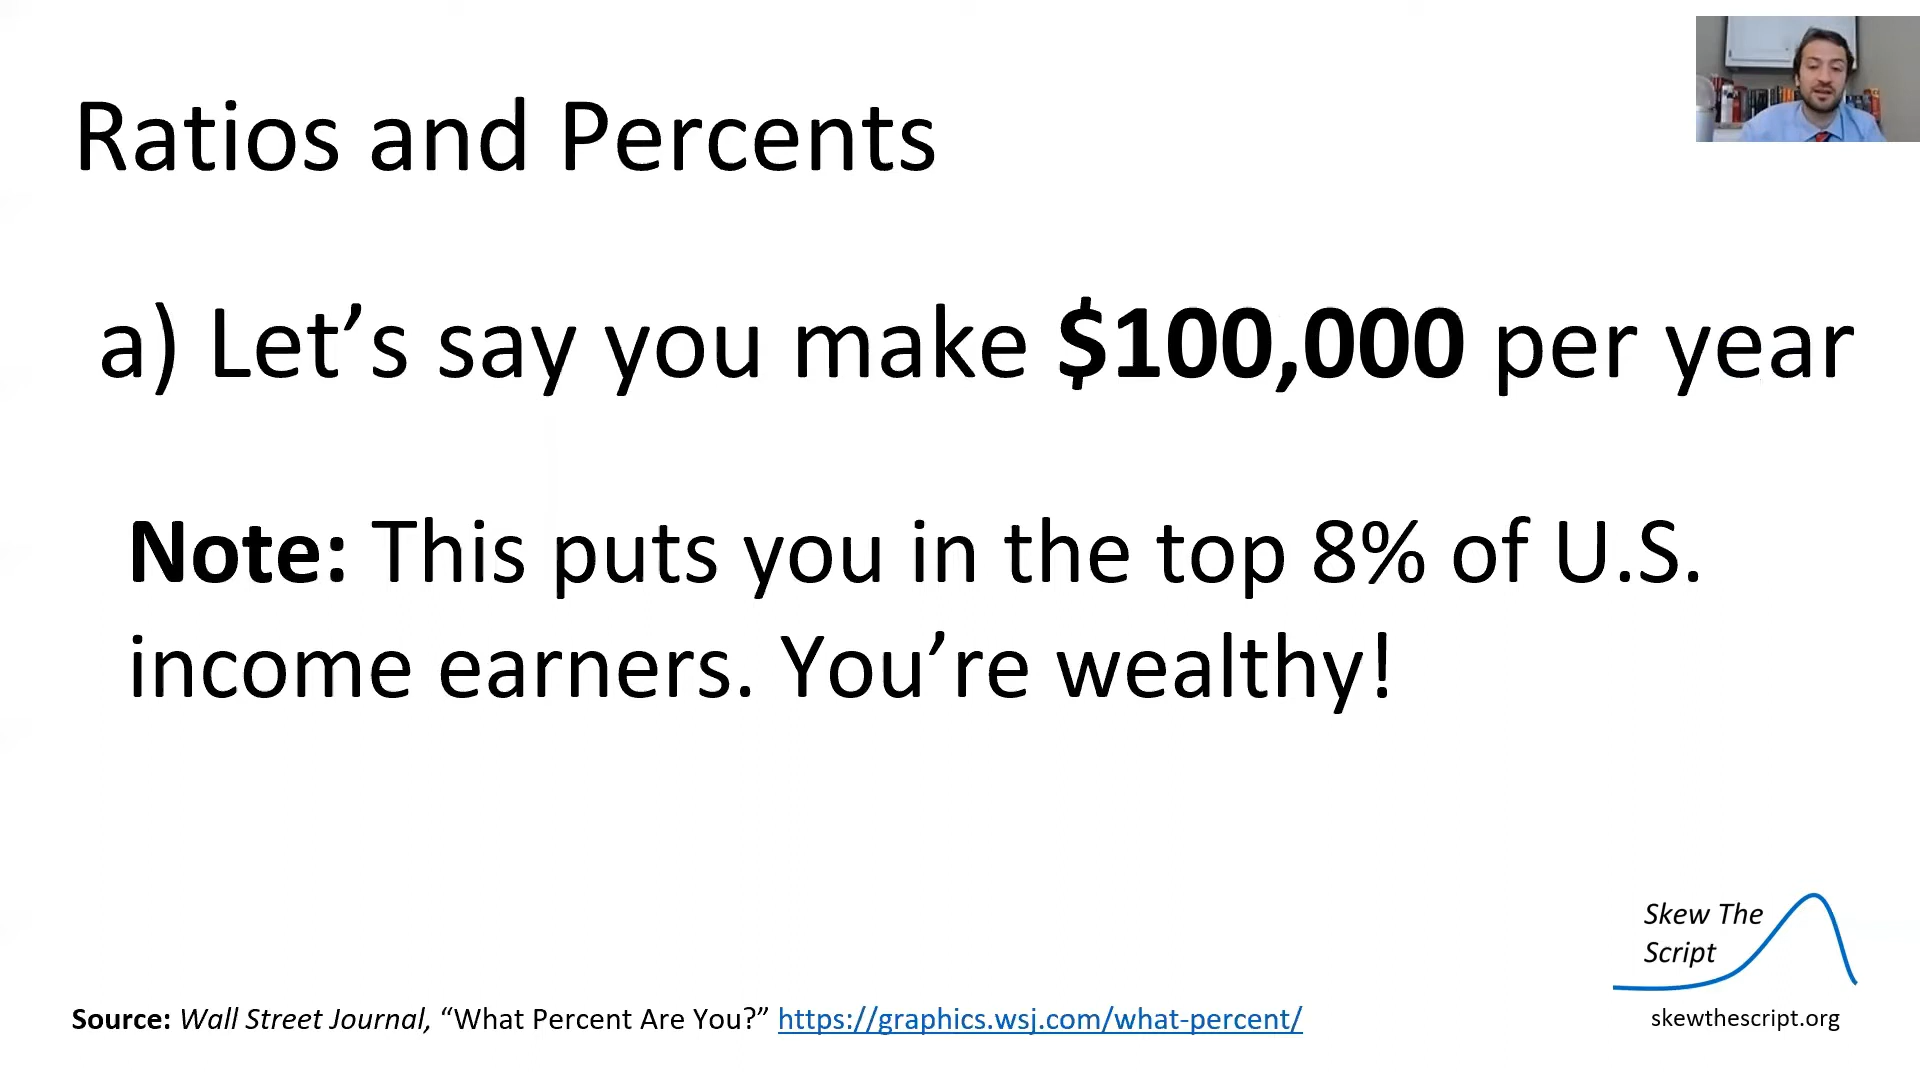 Ratios and Percents
a) Let’s say you make $100,000 per year
Note: This puts you in the top 8% of U.S.
income earners. You’re wealthy!
Skew The
Script
Source: Wall Street Journal, “What Percent Are You?” https://graphics.wsj.com/what-percent/
skewthescript.org